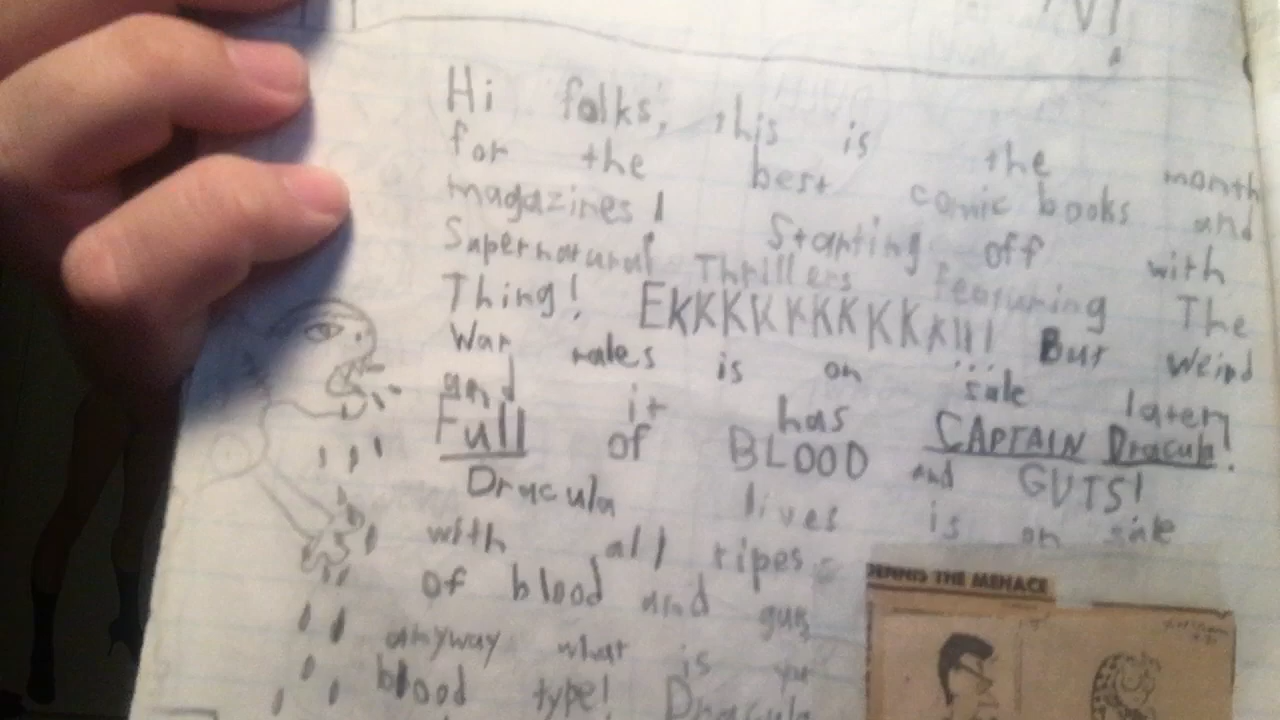 Hi folks, this is the month
for the best comic books and
magazines! Starting off with
Supernatural Thrillers featuring The
Thing! EKKKKKKKKKK!!! But Weird
War tales is on sale later,
and it has CAPTAIN Dracula!
Full of BLOOD and GUTS!
Dracula lives is on sale
with all
of blood and guts
anyway what is yur
blood type! Dracula
DENNIS THE MENACE